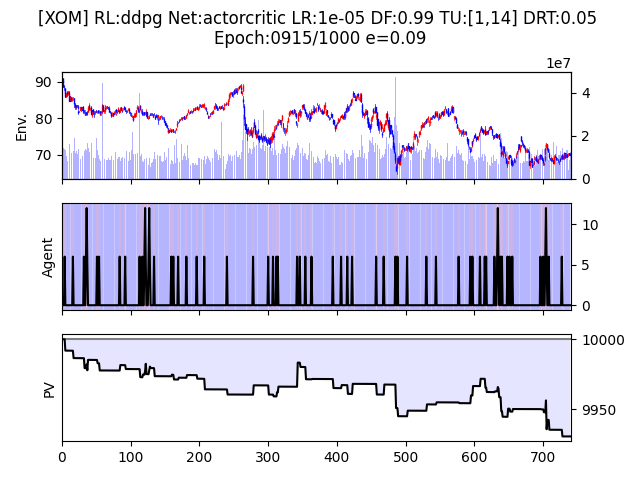 [XOM] RL:ddpg Net:actorcritic LR:1e-05 DF:0.99 TU:[1,14] DRT:0.05
Epoch:0915/1000 e=0.09
1e7
90
80
70
Env.
4
2
0
Agent
10
5
0
PV
10000
9950
0 100 200 300 400 500 600 700